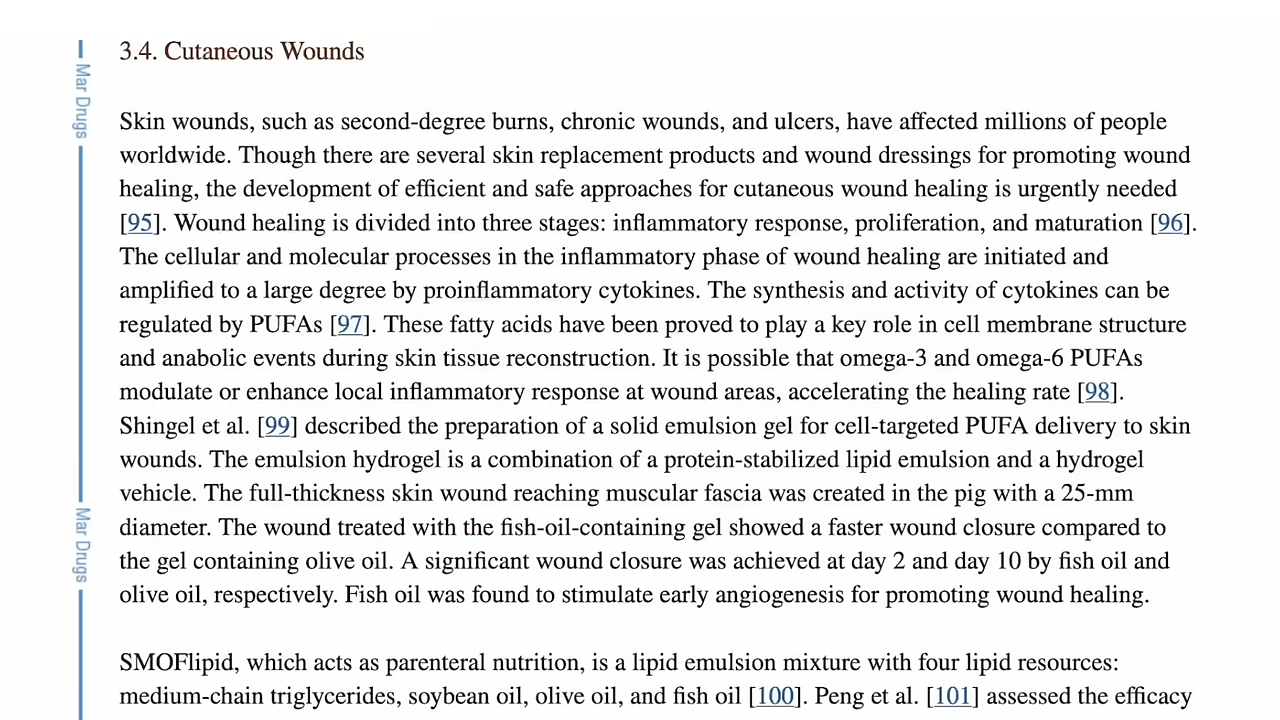 3.4. Cutaneous Wounds
Mar Drugs
Skin wounds, such as second-degree burns, chronic wounds, and ulcers, have affected millions of people
worldwide. Though there are several skin replacement products and wound dressings for promoting wound
healing, the development of efficient and safe approaches for cutaneous wound healing is urgently needed
[95]. Wound healing is divided into three stages: inflammatory response, proliferation, and maturation [96].
The cellular and molecular processes in the inflammatory phase of wound healing are initiated and
amplified to a large degree by proinflammatory cytokines. The synthesis and activity of cytokines can be
regulated by PUFAs [97]. These fatty acids have been proved to play a key role in cell membrane structure
and anabolic events during skin tissue reconstruction. It is possible that omega-3 and omega-6 PUFAs
modulate or enhance local inflammatory response at wound areas, accelerating the healing rate [98].
Shingel et al. [99] described the preparation of a solid emulsion gel for cell-targeted PUFA delivery to skin
wounds. The emulsion hydrogel is a combination of a protein-stabilized lipid emulsion and a hydrogel
vehicle. The full-thickness skin wound reaching muscular fascia was created in the pig with a 25-mm
diameter. The wound treated with the fish-oil-containing gel showed a faster wound closure compared to
the gel containing olive oil. A significant wound closure was achieved at day 2 and day 10 by fish oil and
olive oil, respectively. Fish oil was found to stimulate early angiogenesis for promoting wound healing.
Mar Drugs
SMOFlipid, which acts as parenteral nutrition, is a lipid emulsion mixture with four lipid resources:
medium-chain triglycerides, soybean oil, olive oil, and fish oil [100]. Peng et al. [101] assessed the efficacy